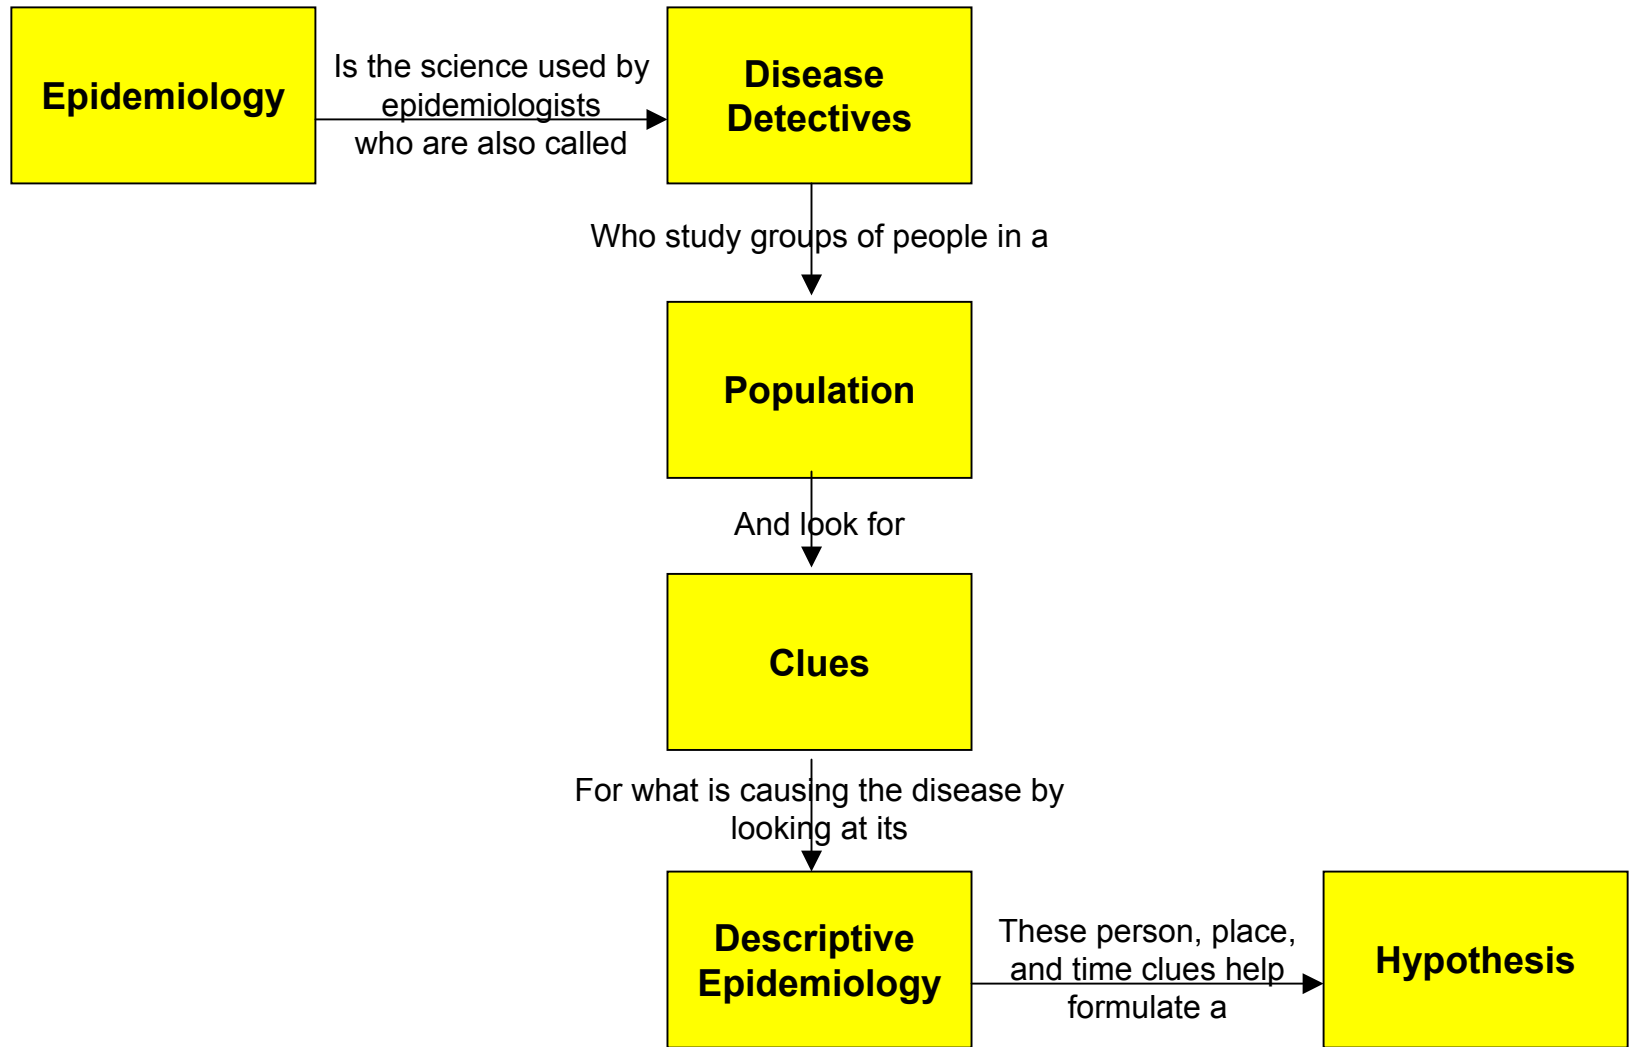 Epidemiology
Is the science used by
epidemiologists
who are also called
Disease
Detectives
Who study groups of people in a
Population
And look for
Clues
For what is causing the disease by
looking at its
Descriptive
Epidemiology
These person, place,
and time clues help
formulate a
Hypothesis